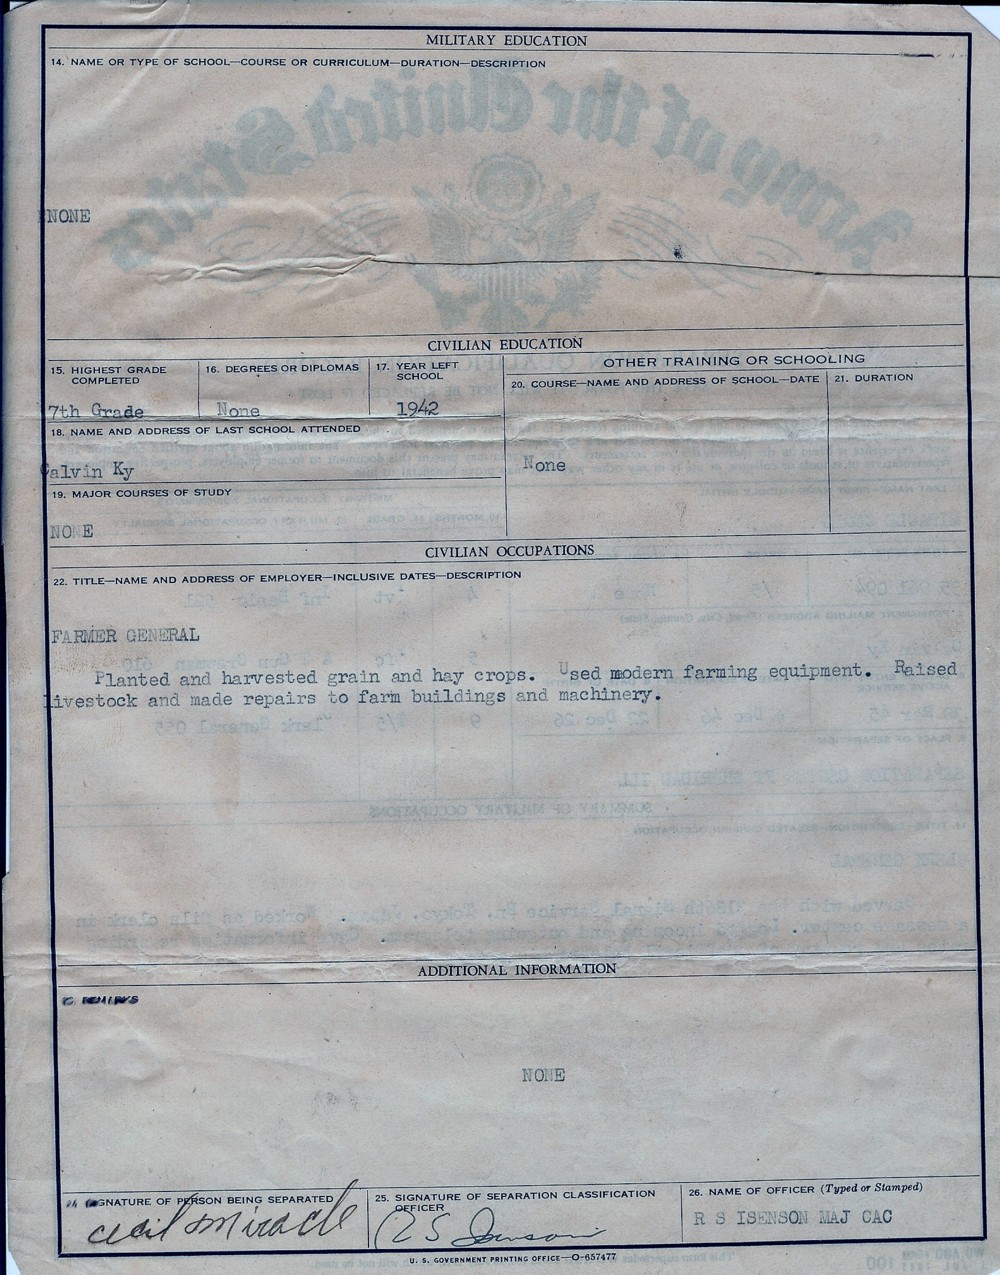 MILITARY EDUCATION
14. NAME OR TYPE OF SCHOOL—COURSE OR CURRICULUM—DURATION—DESCRIPTION
NONE
CIVILIAN EDUCATION
15. HIGHEST GRADE COMPLETED
7th Grade
16. DEGREES OR DIPLOMAS
None
17. YEAR LEFT SCHOOL
1942
OTHER TRAINING OR SCHOOLING
20. COURSE—NAME AND ADDRESS OF SCHOOL—DATE
None
21. DURATION
18. NAME AND ADDRESS OF LAST SCHOOL ATTENDED
Calvin Ky
19. MAJOR COURSES OF STUDY
NONE
CIVILIAN OCCUPATIONS
22. TITLE—NAME AND ADDRESS OF EMPLOYER—INCLUSIVE DATES—DESCRIPTION
FARMER GENERAL
Planted and harvested grain and hay crops. Used modern farming equipment. Raised
livestock and made repairs to farm buildings and machinery.
ADDITIONAL INFORMATION
REMARKS
NONE
24. SIGNATURE OF PERSON BEING SEPARATED
Cecil Miracle
25. SIGNATURE OF SEPARATION CLASSIFICATION
OFFICER
R S Isenson
26. NAME OF OFFICER (Typed or Stamped)
R S ISENSON MAJ CAC
U. S. GOVERNMENT PRINTING OFFICE—O-657477